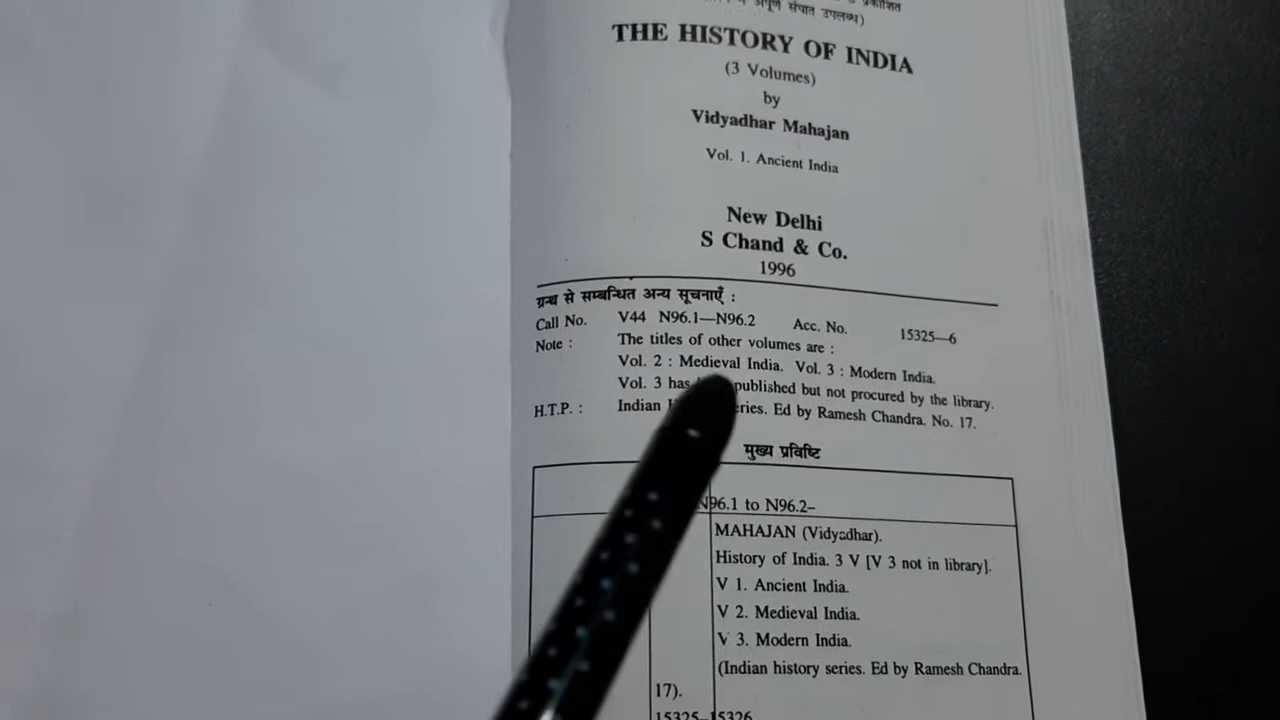 अपूर्ण संपात उपलब्ध)
THE HISTORY OF INDIA
(3 Volumes)
by
Vidyadhar Mahajan
Vol. 1. Ancient India
New Delhi
S Chand & Co.
1996
ग्रन्थ से सम्बन्धित अन्य सूचनाएँ :
Call No. V44 N96.1—N96.2 Acc. No. 15325—6
Note : The titles of other volumes are :
Vol. 2 : Medieval India. Vol. 3 : Modern India.
Vol. 3 has published but not procured by the library.
H.T.P. : Indian Ed by Ramesh Chandra. No. 17.
मुख्य प्रविष्टि
N96.1 to N96.2–
MAHAJAN (Vidyadhar).
History of India. 3 V [V 3 not in library].
V 1. Ancient India.
V 2. Medieval India.
V 3. Modern India.
(Indian history series. Ed by Ramesh Chandra.
17).
15325–15326